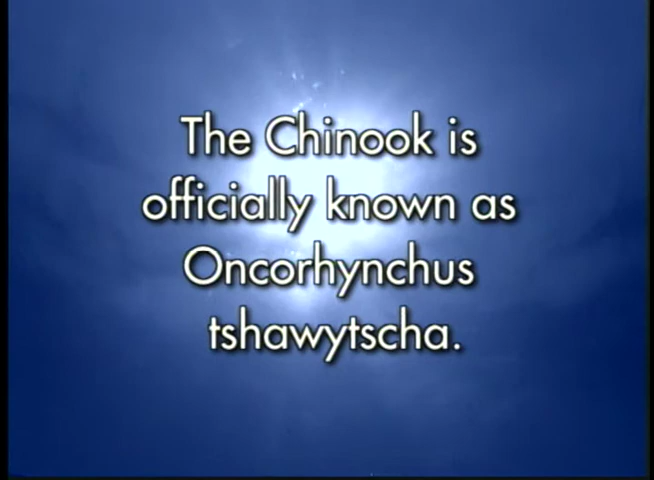 The Chinook is
officially known as
Oncorhynchus
tshawytscha.